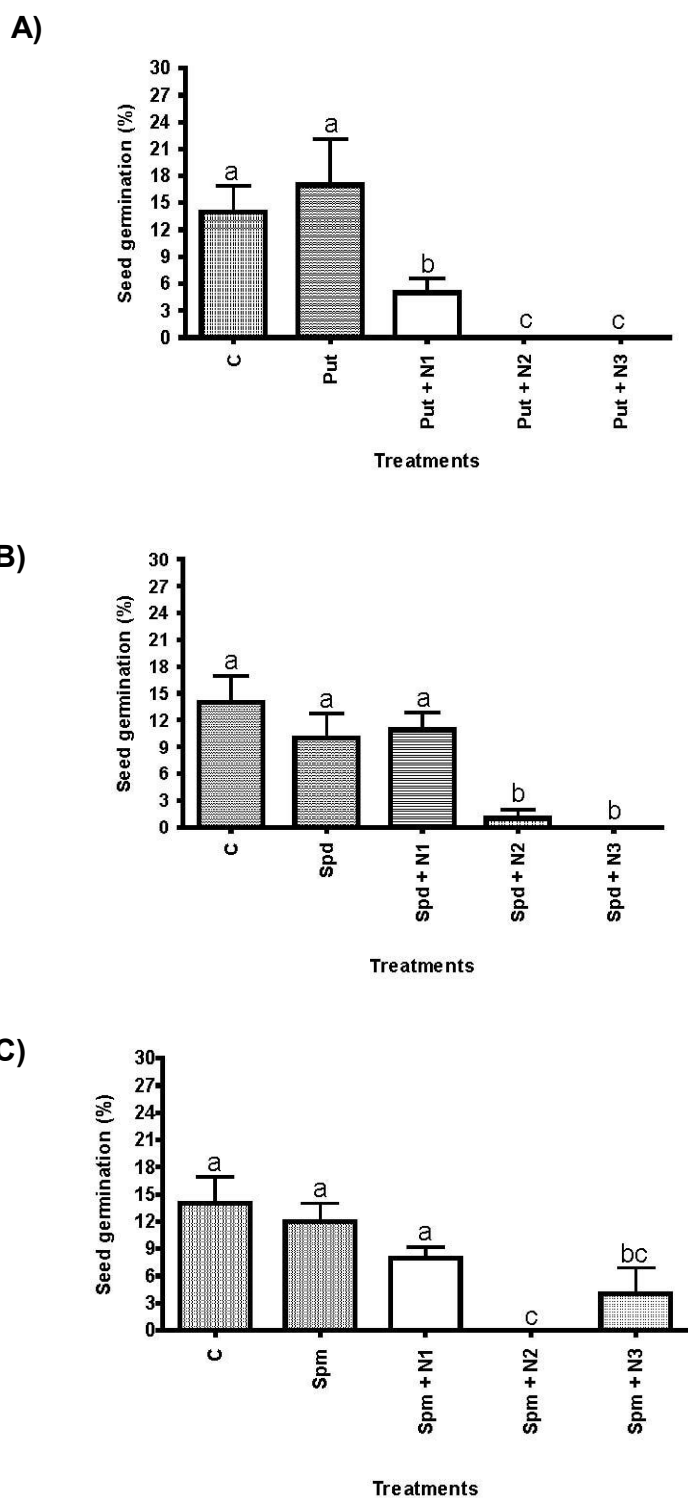 A)
Seed germination (%)
30
27
24
21
18
15
12
9
6
3
0
a
a
b
c
c
C
Put
Put + N1
Put + N2
Put + N3
Treatments
B)
Seed germination (%)
30
27
24
21
18
15
12
9
6
3
0
a
a
a
b
b
C
Spd
Spd + N1
Spd + N2
Spd + N3
Treatments
C)
Seed germination (%)
30
27
24
21
18
15
12
9
6
3
0
a
a
a
c
bc
C
Spm
Spm + N1
Spm + N2
Spm + N3
Treatments